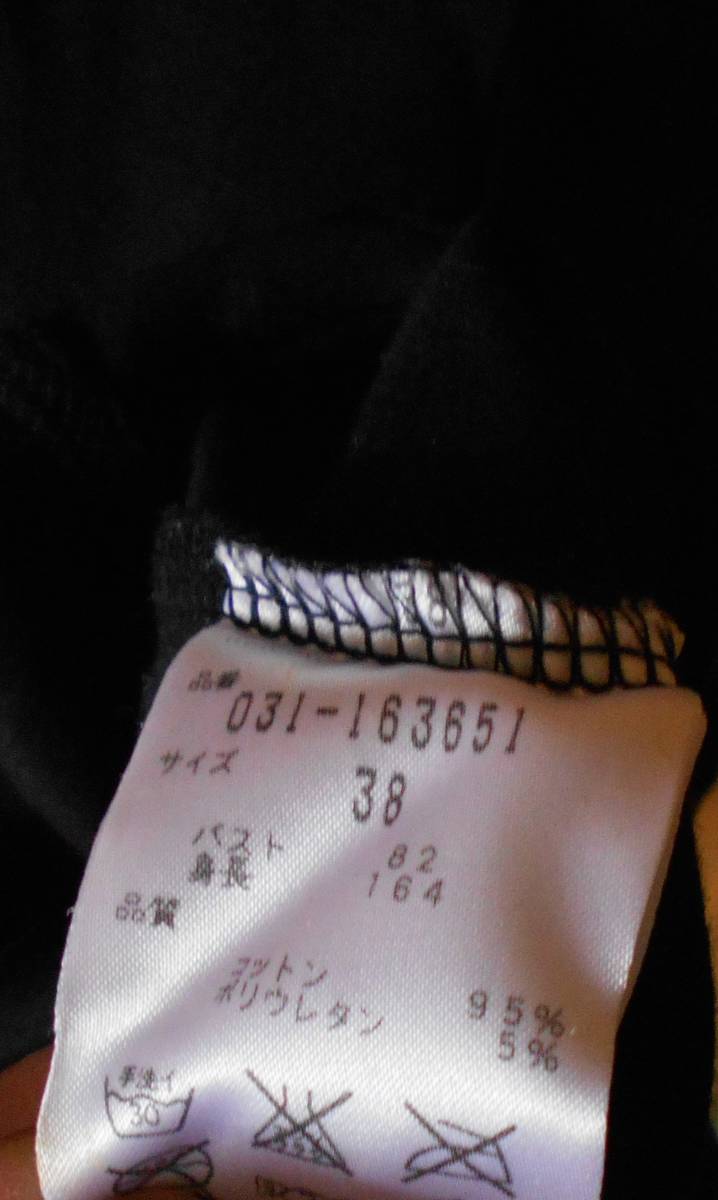 品番
031-163651
サイズ
38
バスト 82
身長 164
品質
コットン 95%
ポリウレタン 5%
手洗イ
30